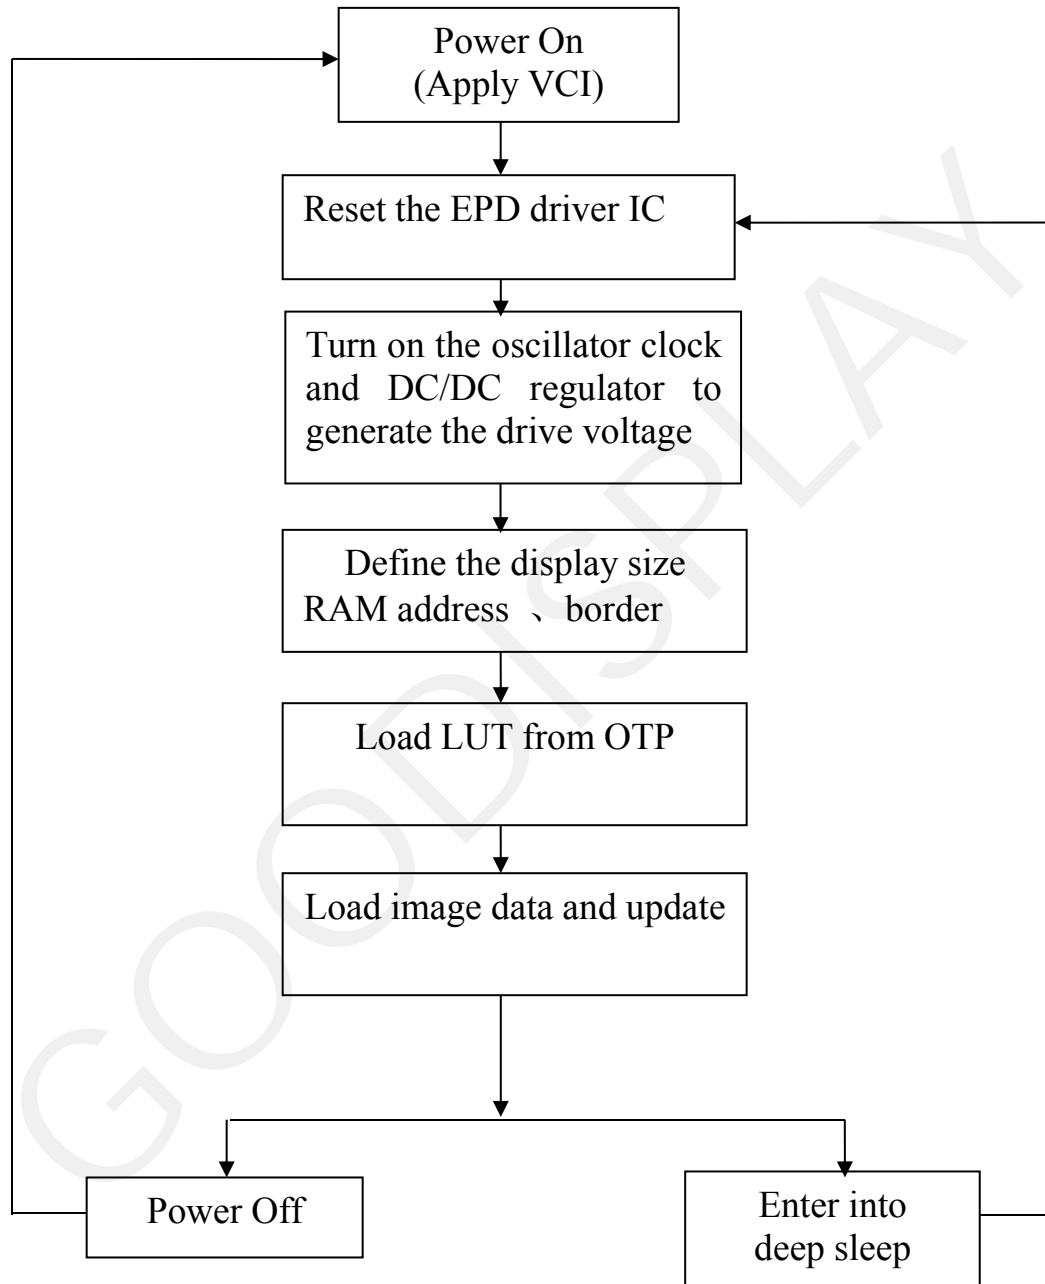 Power On
(Apply VCI)
Reset the EPD driver IC
Turn on the oscillator clock
and DC/DC regulator to
generate the drive voltage
Define the display size
RAM address 、border
Load LUT from OTP
Load image data and update
Power Off
Enter into
deep sleep
GOODISPLAY